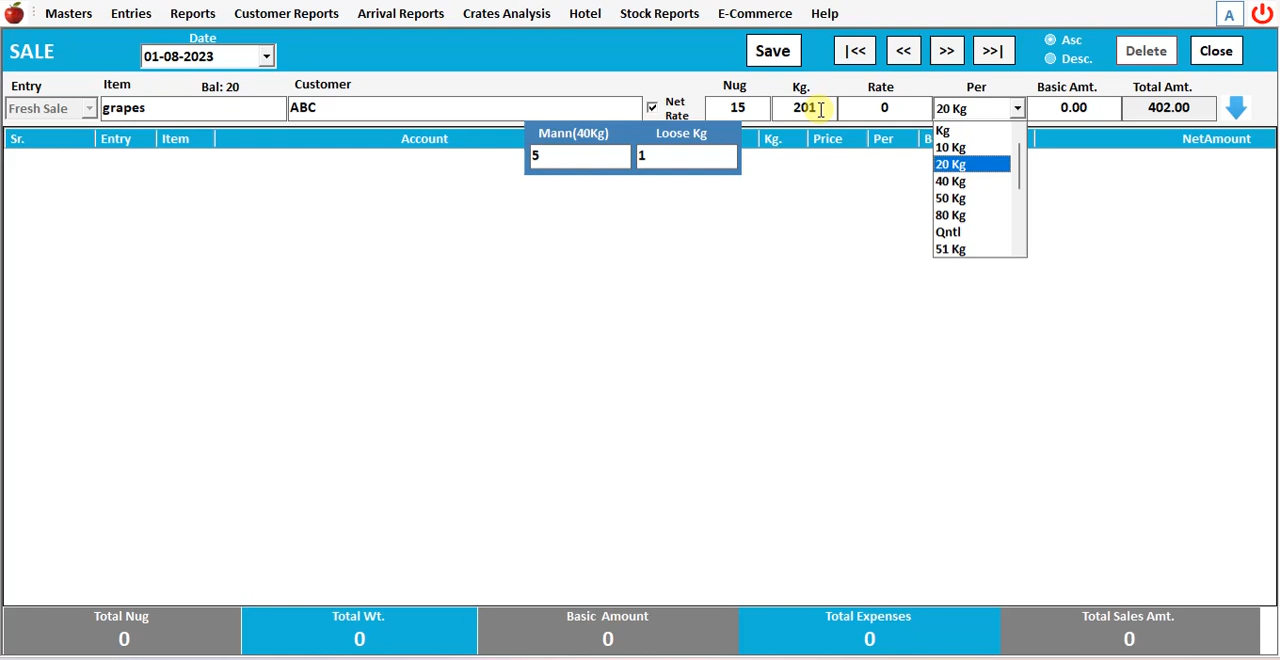 Masters Entries Reports Customer Reports Arrival Reports Crates Analysis Hotel Stock Reports E-Commerce Help A
SALE
Date
01-08-2023
Save |<< << >> >>| Asc Desc. Delete Close
Entry Item Bal: 20 Customer Nug Kg. Rate Per Basic Amt. Total Amt.
Fresh Sale grapes ABC Net Rate 15 201 0 20 Kg 0.00 402.00
Sr. Entry Item Account Kg. Price Per B NetAmount
Mann(40Kg) Loose Kg
5 1
Kg
10 Kg
20 Kg
40 Kg
50 Kg
80 Kg
Qntl
51 Kg
Total Nug Total Wt. Basic Amount Total Expenses Total Sales Amt.
0 0 0 0 0